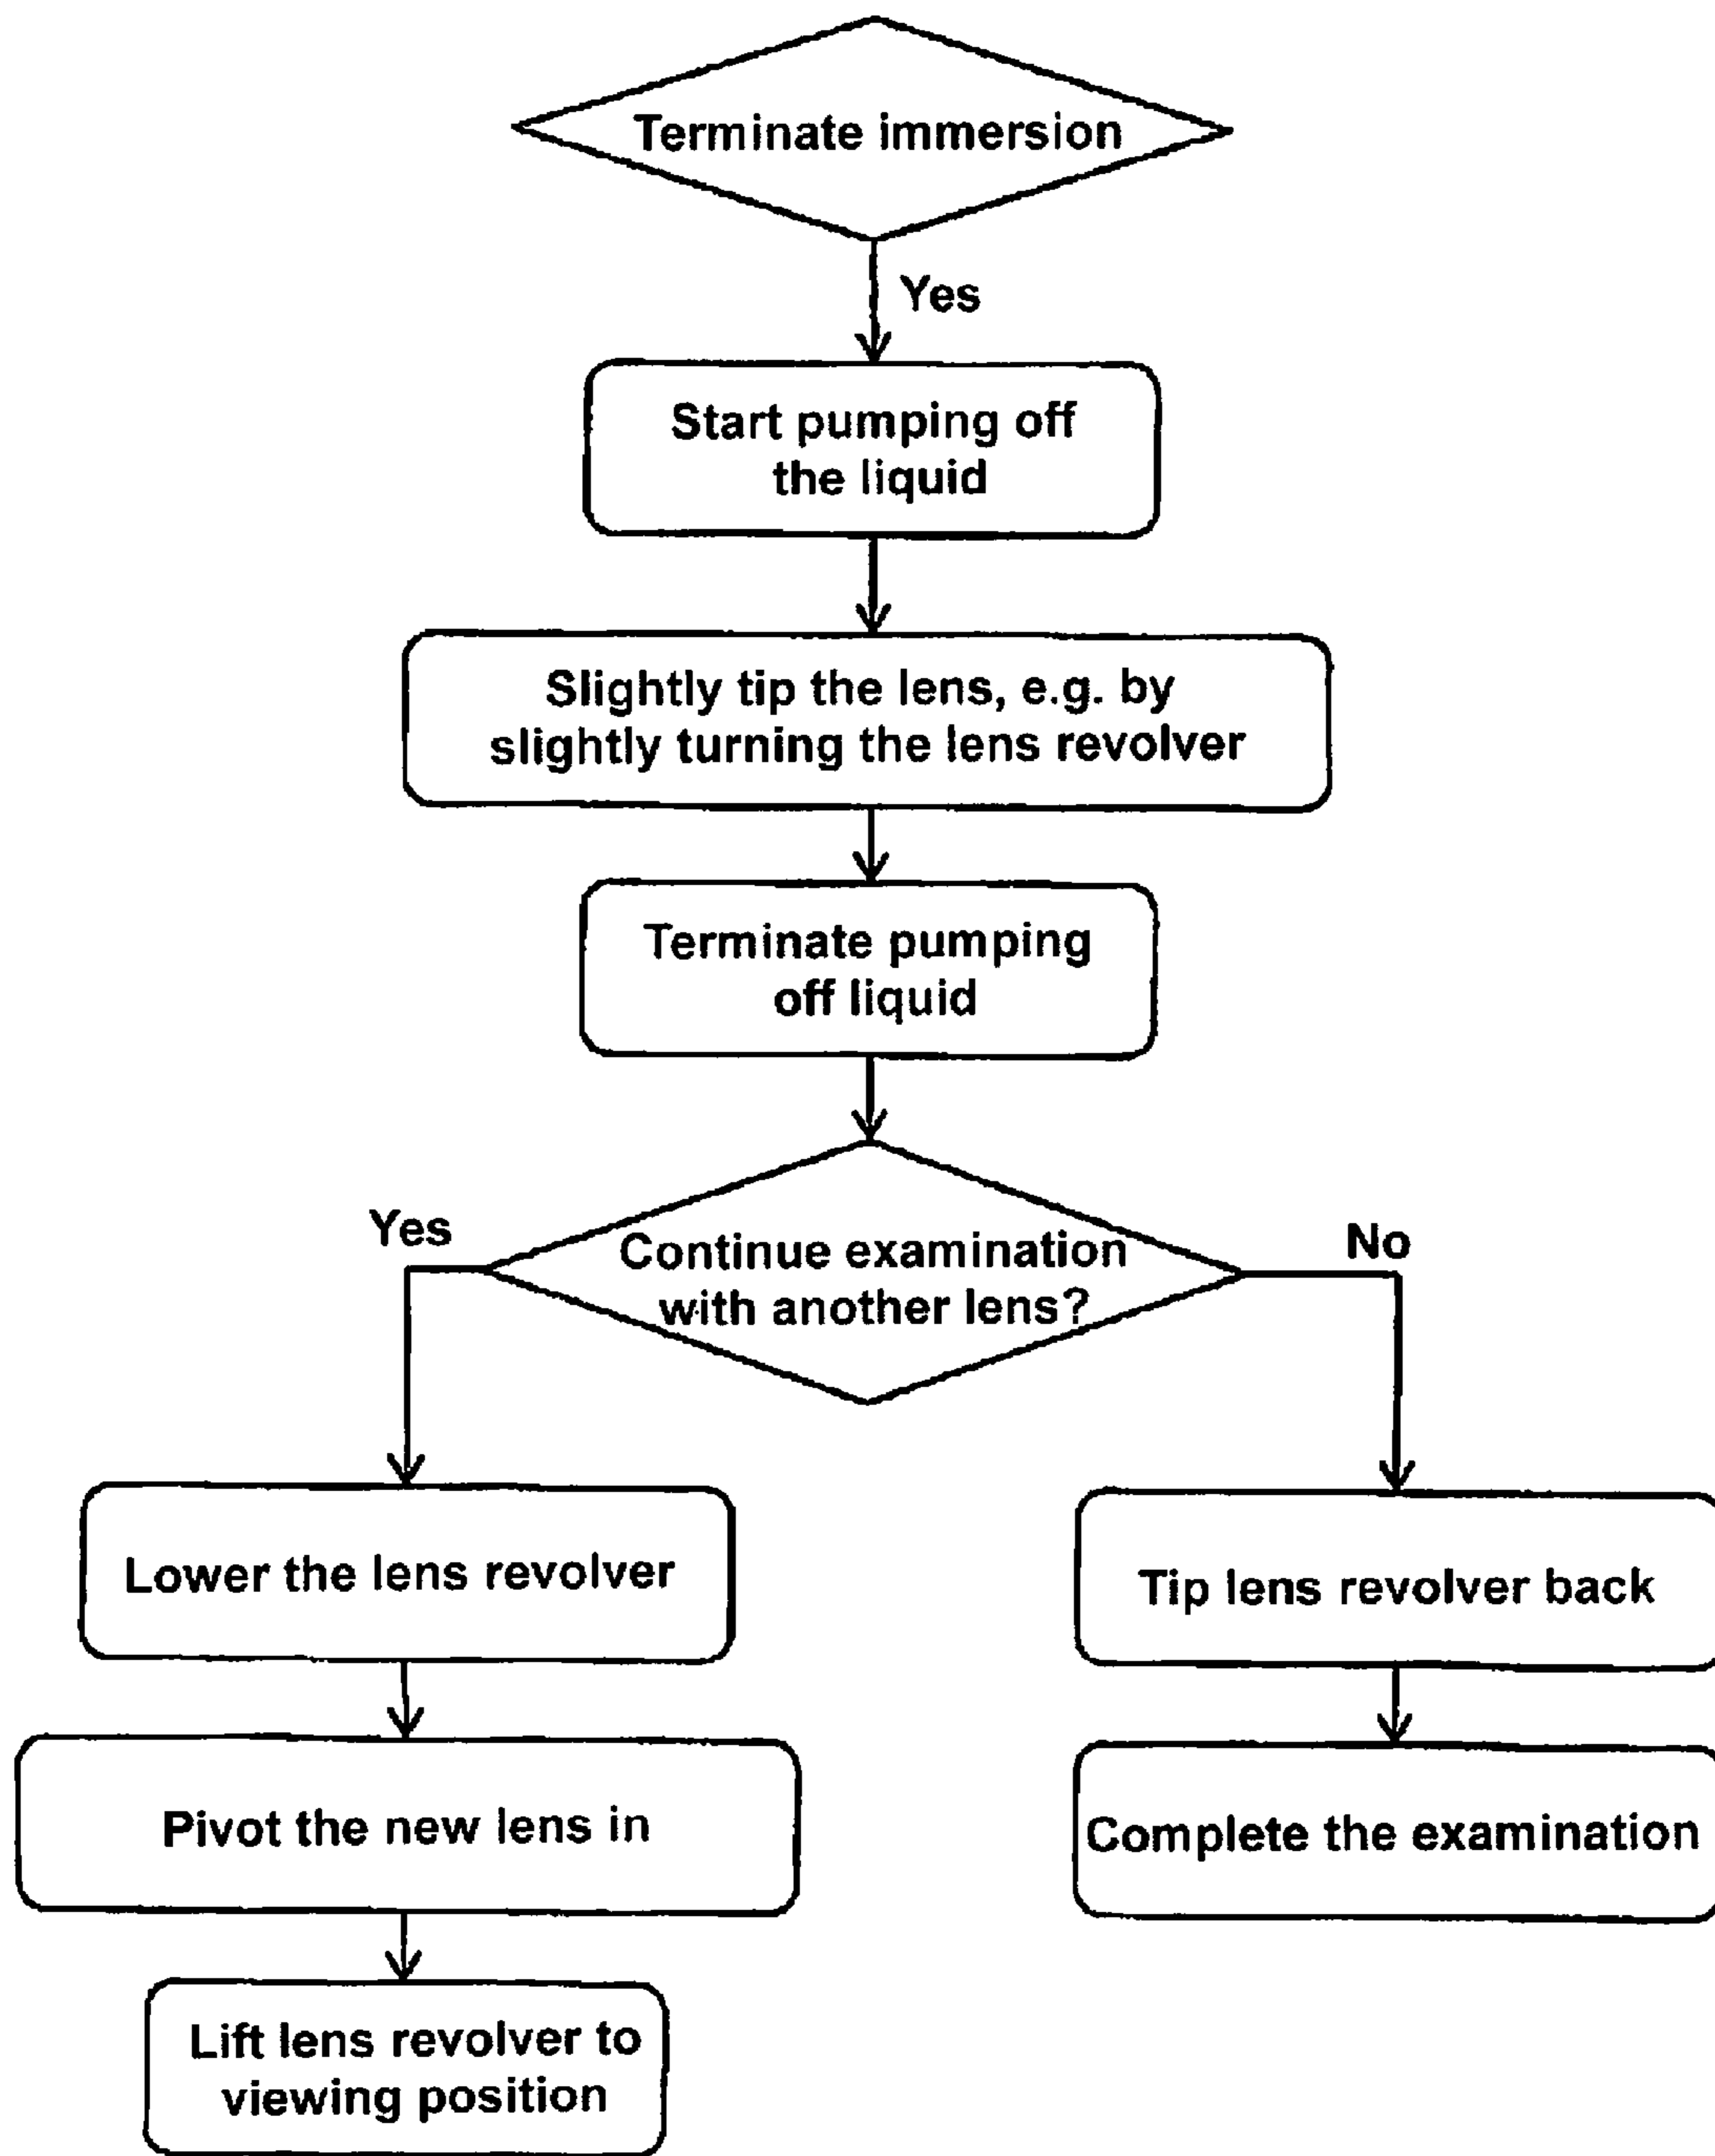 Terminate immersion
Yes
Start pumping off
the liquid
Slightly tip the lens, e.g. by
slightly turning the lens revolver
Terminate pumping
off liquid
Continue examination
with another lens?
Yes
No
Lower the lens revolver
Tip lens revolver back
Pivot the new lens in
Complete the examination
Lift lens revolver to
viewing position